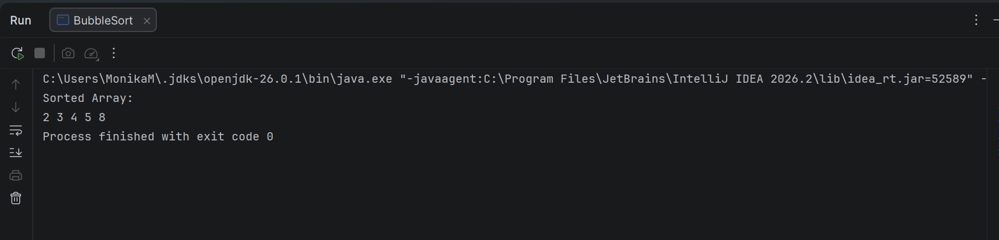 Run BubbleSort
C:\Users\MonikaM\.jdks\openjdk-26.0.1\bin\java.exe "-javaagent:C:\Program Files\JetBrains\IntelliJ IDEA 2026.2\lib\idea_rt.jar=52589" -
Sorted Array:
2 3 4 5 8
Process finished with exit code 0